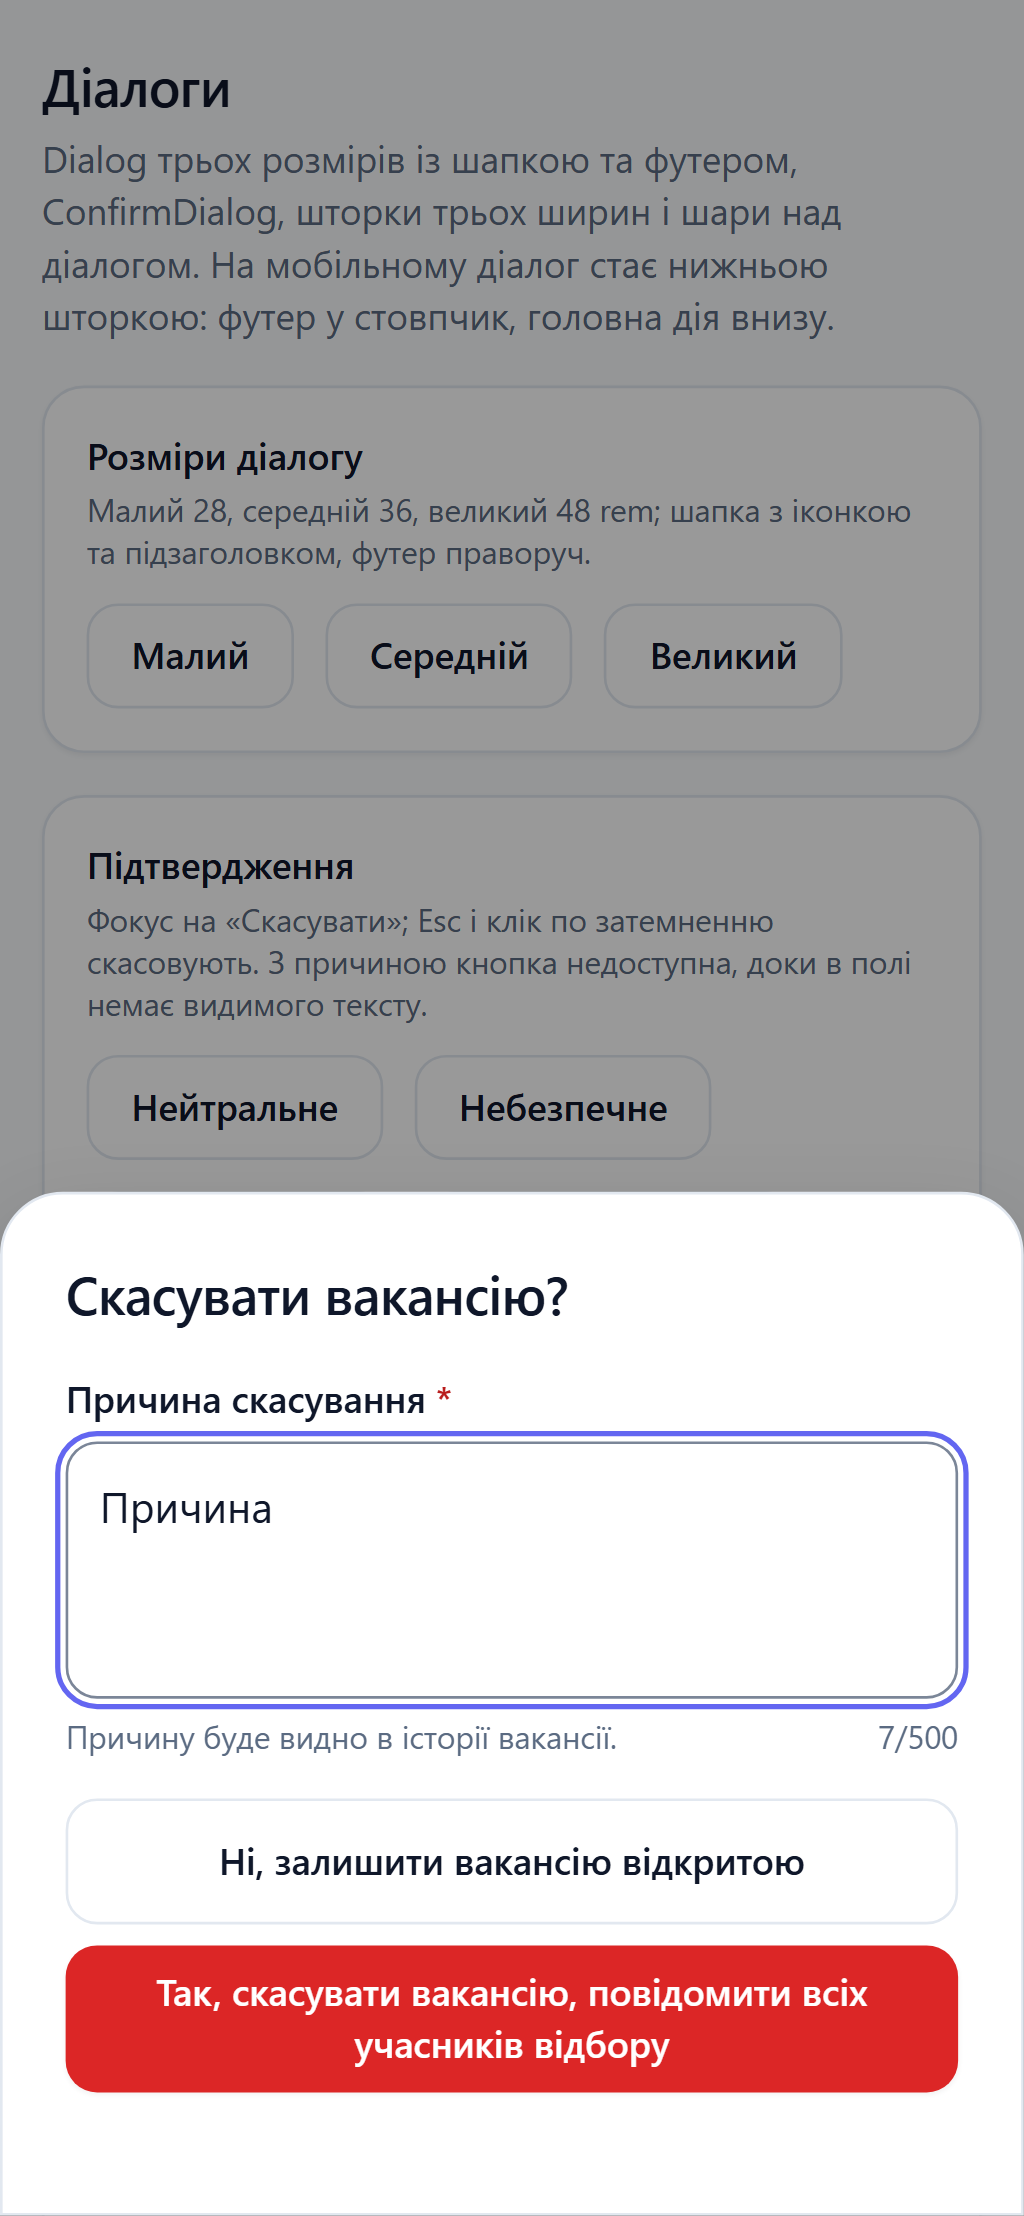 Діалоги
Dialog трьох розмірів із шапкою та футером,
ConfirmDialog, шторки трьох ширин і шари над
діалогом. На мобільному діалог стає нижньою
шторкою: футер у стовпчик, головна дія внизу.
Розміри діалогу
Малий 28, середній 36, великий 48 rem; шапка з іконкою
та підзаголовком, футер праворуч.
Малий Середній Великий
Підтвердження
Фокус на «Скасувати»; Esc і клік по затемненню
скасовують. З причиною кнопка недоступна, доки в полі
немає видимого тексту.
Нейтральне Небезпечне
Скасувати вакансію?
Причина скасування *
Причина
Причину буде видно в історії вакансії. 7/500
Ні, залишити вакансію відкритою
Так, скасувати вакансію, повідомити всіх
учасників відбору